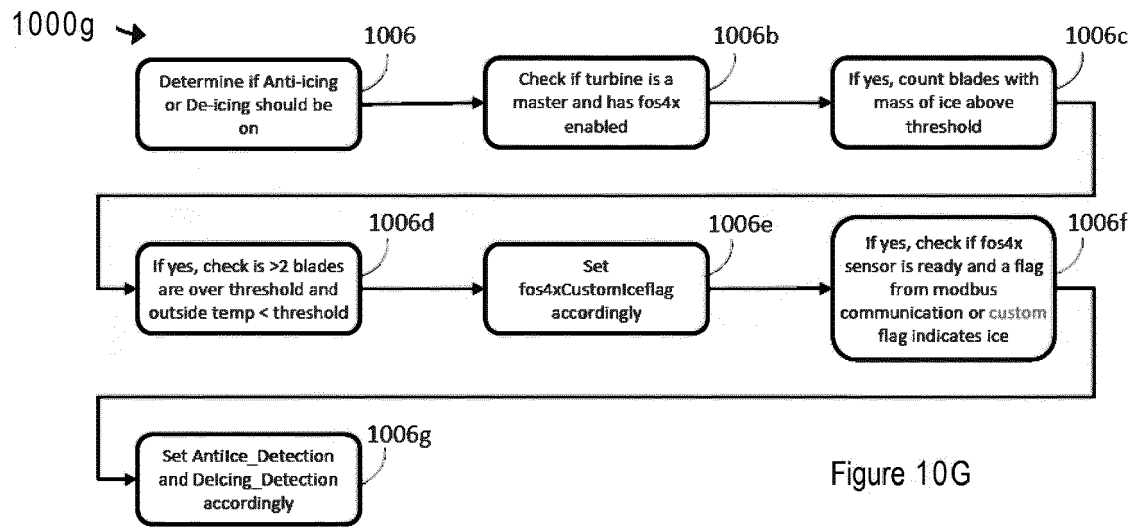 1000g
1006
Determine if Anti-icing
or De-icing should be
on
1006b
Check if turbine is a
master and has fos4x
enabled
1006c
If yes, count blades with
mass of ice above
threshold
1006d
If yes, check is >2 blades
are over threshold and
outside temp < threshold
1006e
Set
fos4xCustomIceflag
accordingly
1006f
If yes, check if fos4x
sensor is ready and a flag
from modbus
communication or custom
flag indicates ice
1006g
Set AntiIce_Detection
and DeIcing_Detection
accordingly
Figure 10G